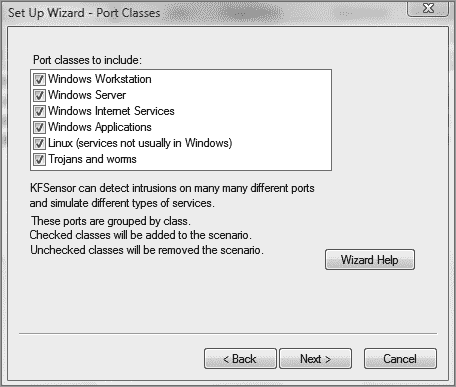 Set Up Wizard - Port Classes
Port classes to include:
Windows Workstation
Windows Server
Windows Internet Services
Windows Applications
Linux (services not usually in Windows)
Trojans and worms
KFSensor can detect intrusions on many many different ports
and simulate different types of services.
These ports are grouped by class.
Checked classes will be added to the scenario.
Unchecked classes will be removed the scenario.
Wizard Help
< Back
Next >
Cancel